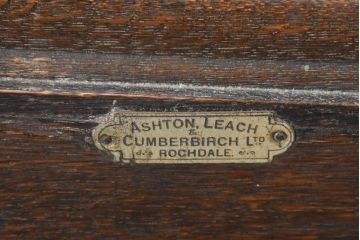 ASHTON, LEACH
&
CUMBERBIRCH LTD
ROCHDALE.